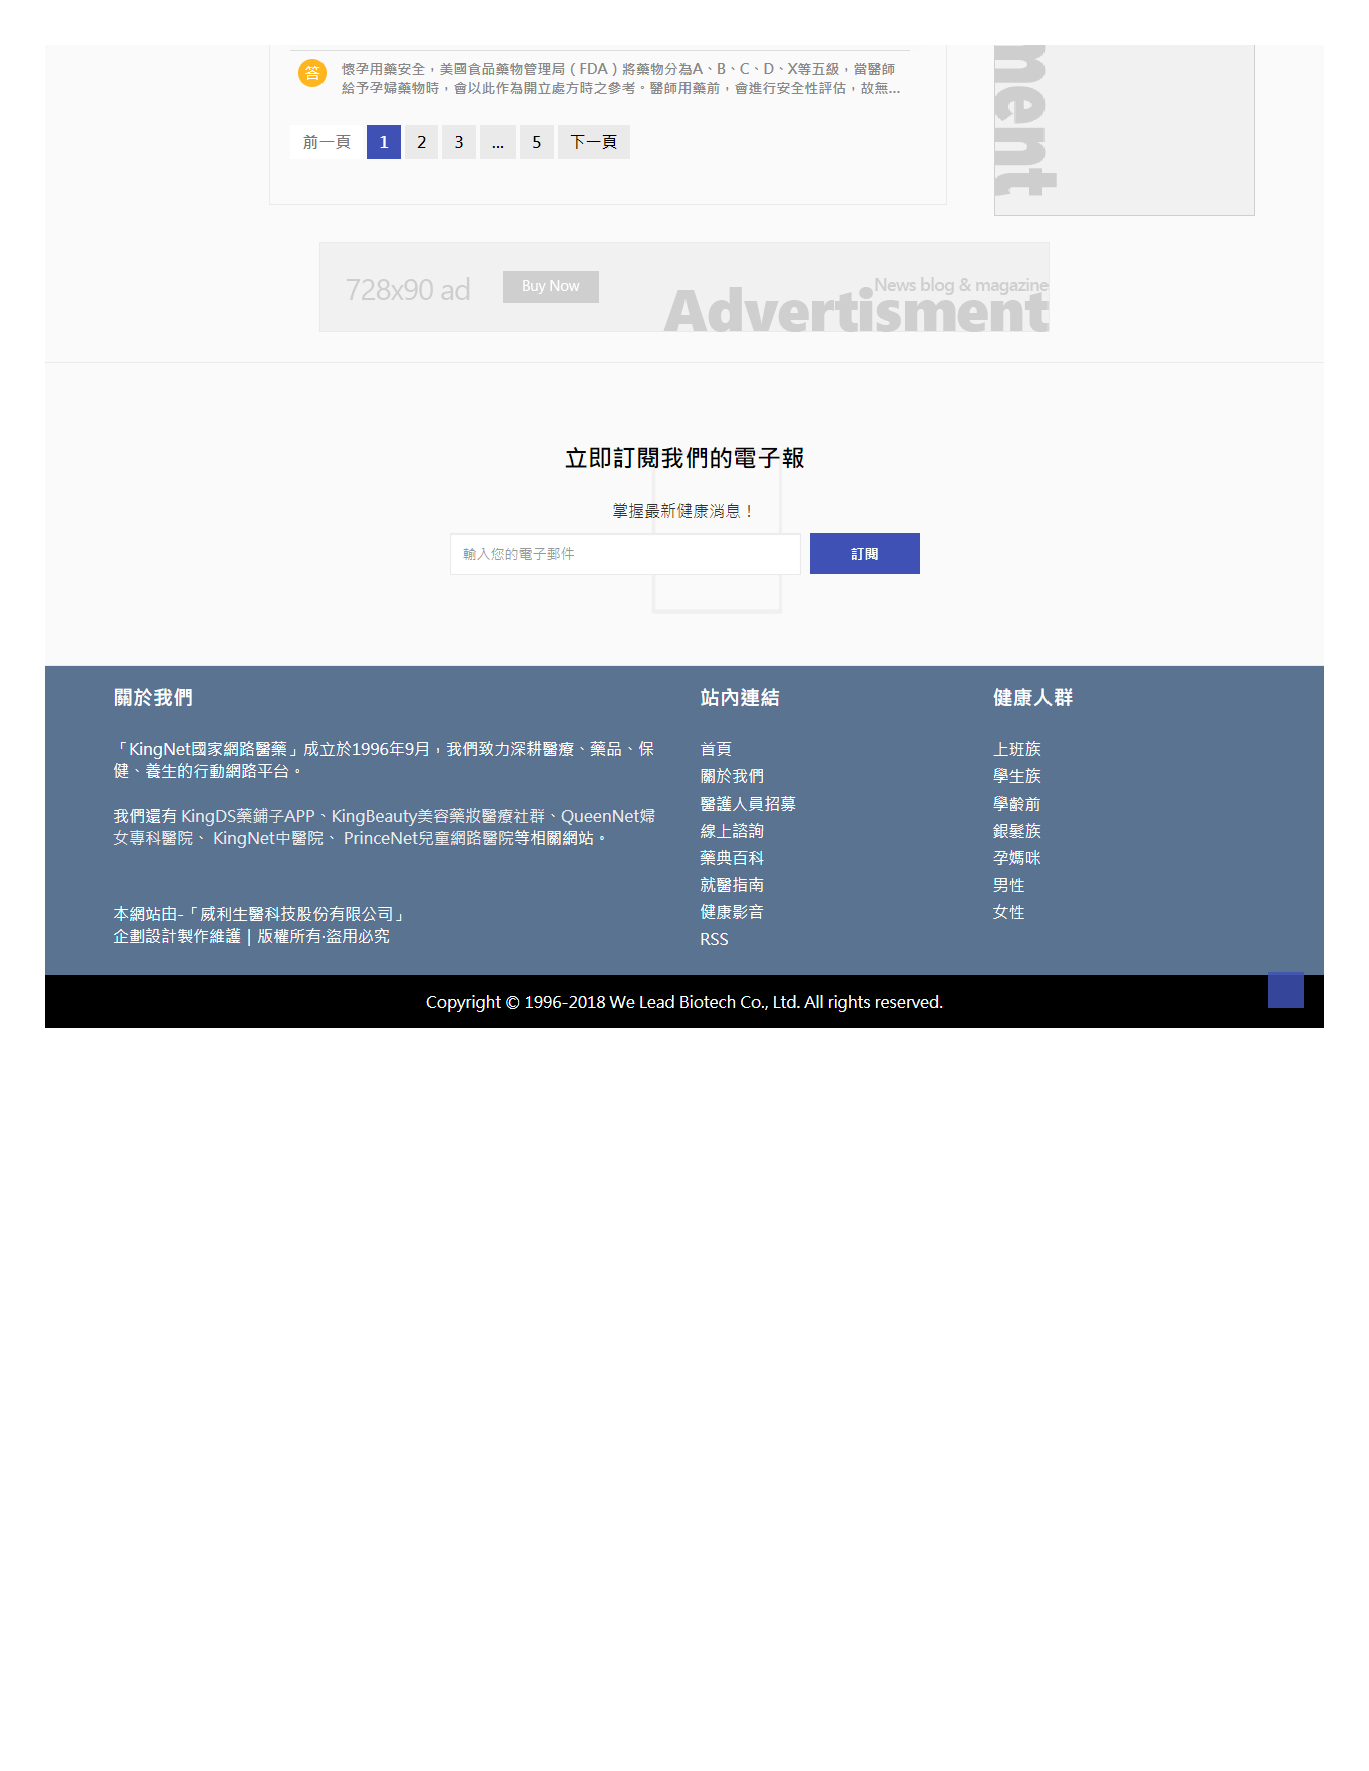 答
懷孕用藥安全，美國食品藥物管理局（FDA）將藥物分為A、B、C、D、X等五級，當醫師
給予孕婦藥物時，會以此作為開立處方時之參考。醫師用藥前，會進行安全性評估，故無...
前一頁 1 2 3 ... 5 下一頁
ment
728x90 ad
Buy Now
News blog & magazine
Advertisment
立即訂閱我們的電子報
掌握最新健康消息！
輸入您的電子郵件
訂閱
關於我們
「KingNet國家網路醫藥」成立於1996年9月，我們致力深耕醫療、藥品、保
健、養生的行動網路平台。
我們還有 KingDS藥鋪子APP、KingBeauty美容藥妝醫療社群、QueenNet婦
女專科醫院、 KingNet中醫院、 PrinceNet兒童網路醫院等相關網站。
本網站由-「威利生醫科技股份有限公司」
企劃設計製作維護 | 版權所有‧盜用必究
站內連結
首頁
關於我們
醫護人員招募
線上諮詢
藥典百科
就醫指南
健康影音
RSS
健康人群
上班族
學生族
學齡前
銀髮族
孕媽咪
男性
女性
Copyright © 1996-2018 We Lead Biotech Co., Ltd. All rights reserved.